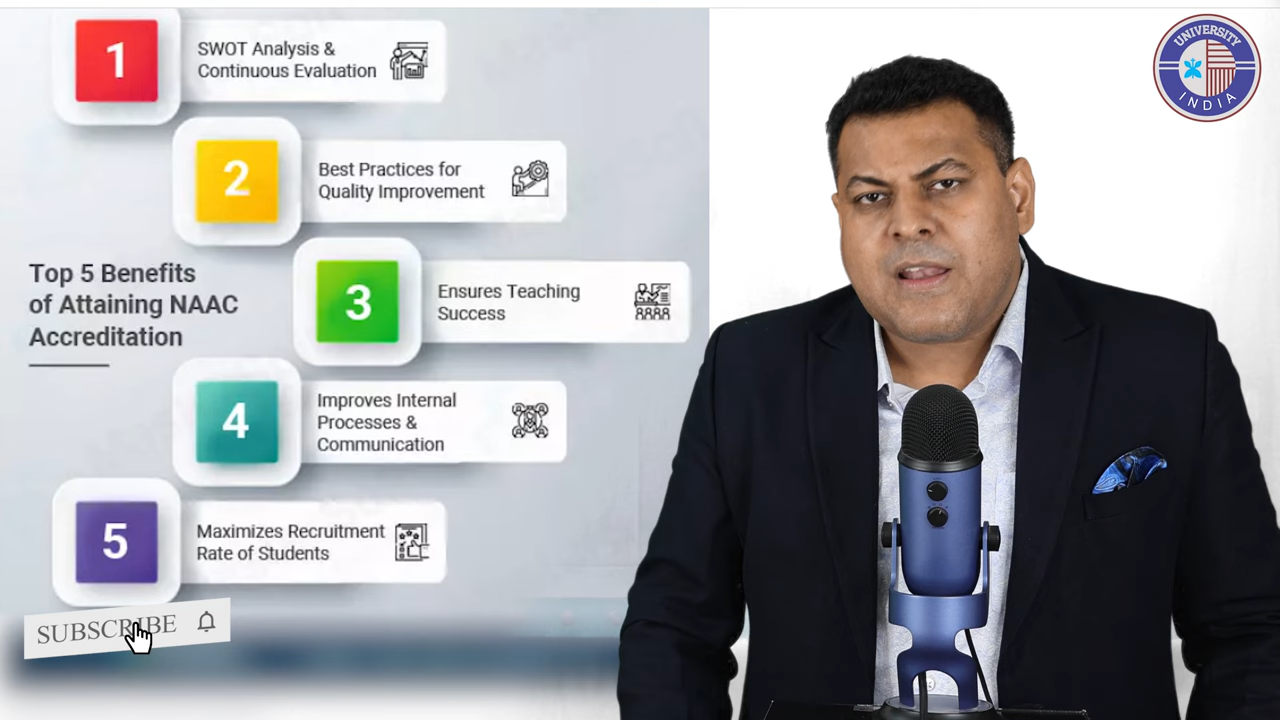 1
SWOT Analysis &
Continuous Evaluation
2
Best Practices for
Quality Improvement
Top 5 Benefits
of Attaining NAAC
Accreditation
3
Ensures Teaching
Success
4
Improves Internal
Processes &
Communication
5
Maximizes Recruitment
Rate of Students
SUBSCRIBE
UNIVERSITY
INDIA